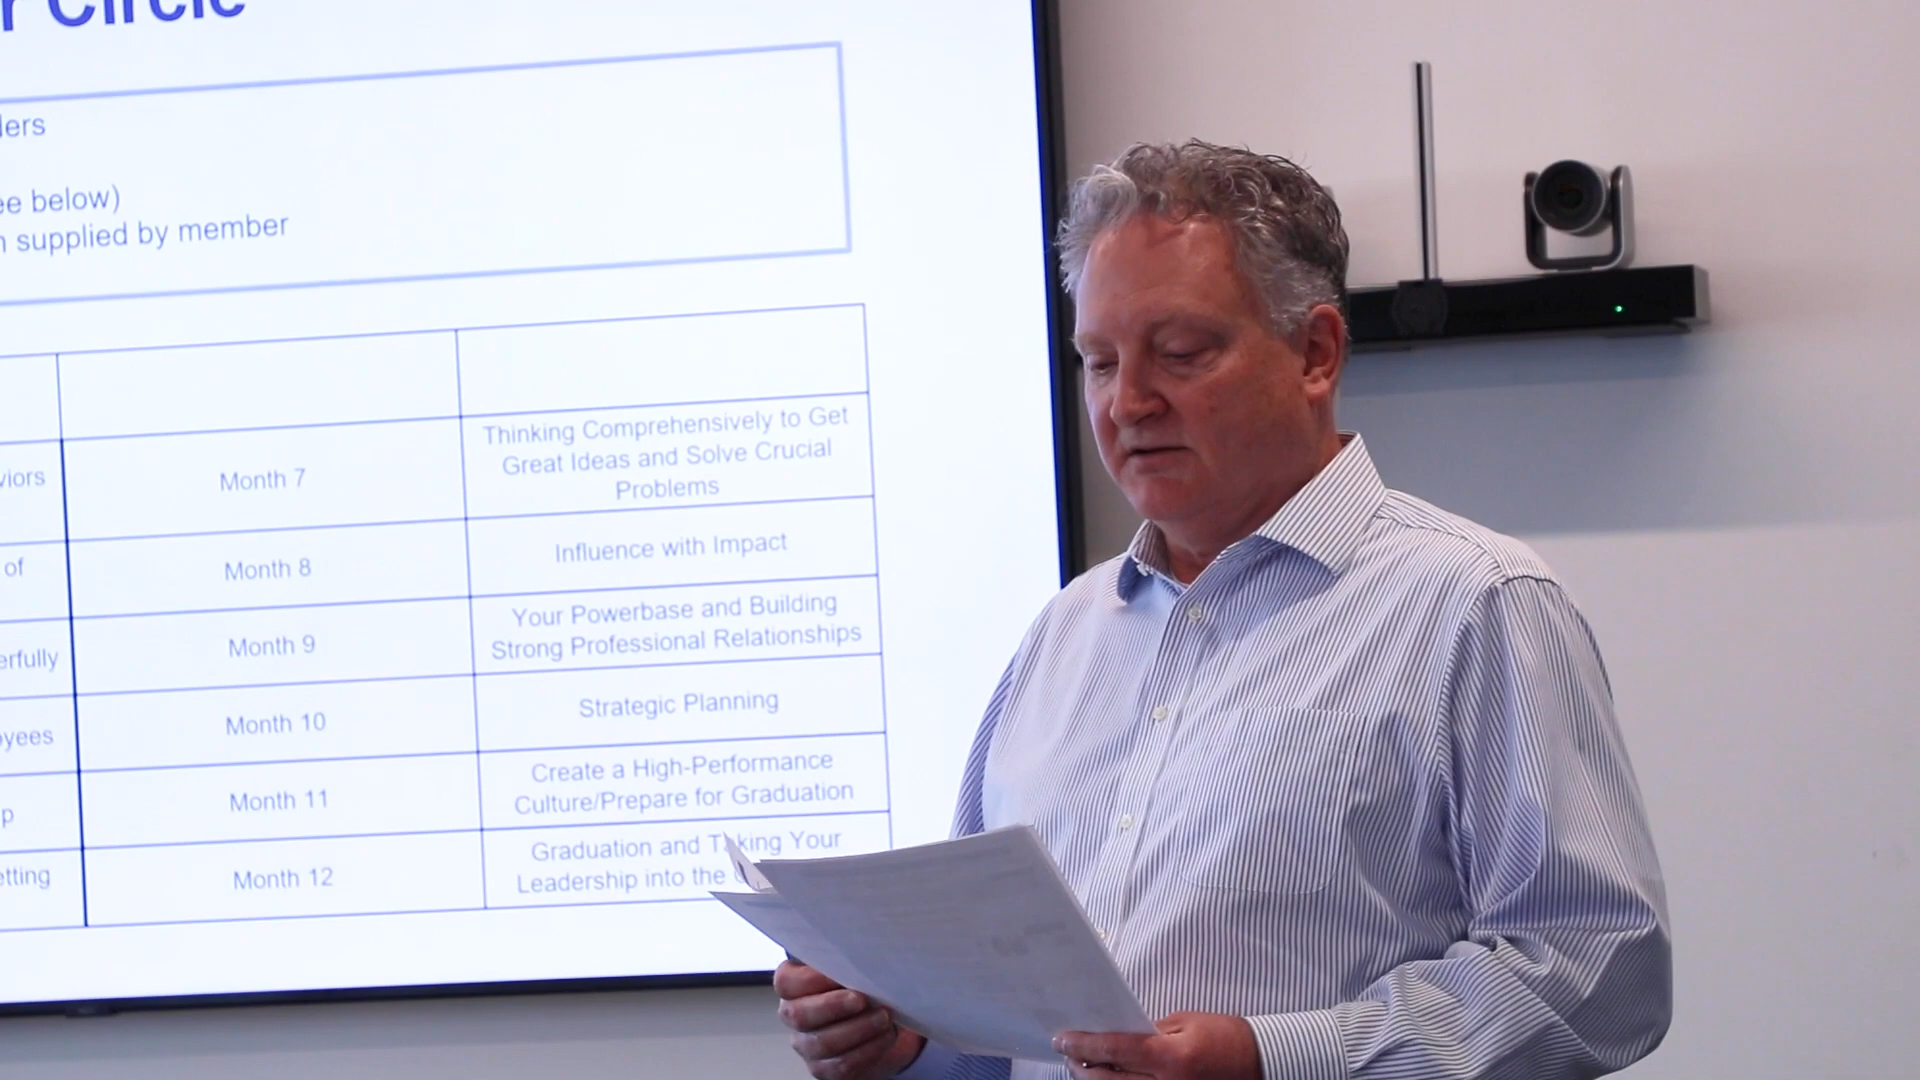 r Circle
ders
ee below)
n supplied by member
Thinking Comprehensively to Get
Great Ideas and Solve Crucial
Problems
viors
Month 7
of
Month 8
Influence with Impact
erfully
Month 9
Your Powerbase and Building
Strong Professional Relationships
oyees
Month 10
Strategic Planning
p
Month 11
Create a High-Performance
Culture/Prepare for Graduation
etting
Month 12
Graduation and Taking Your
Leadership into the